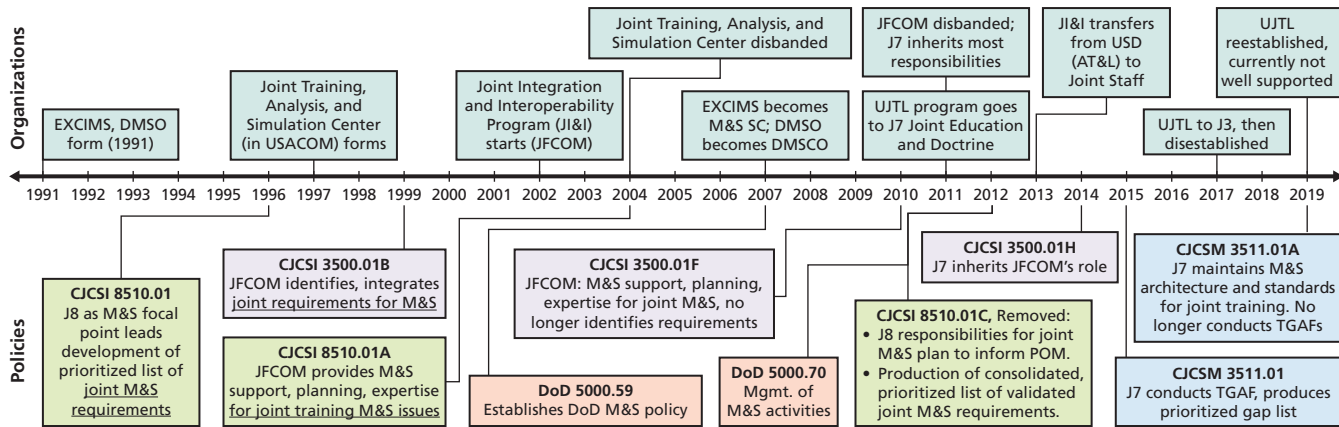 Organizations
EXCIMS, DMSO
form (1991)
Joint Training,
Analysis, and
Simulation Center
(in USACOM) forms
Joint Integration
and Interoperability
Program (JI&I)
starts (JFCOM)
Joint Training, Analysis, and
Simulation Center disbanded
EXCIMS becomes
M&S SC; DMSO
becomes DMSCO
JFCOM disbanded;
J7 inherits most
responsibilities
UJTL program goes
to J7 Joint Education
and Doctrine
JI&I transfers
from USD
(AT&L) to
Joint Staff
UJTL to J3, then
disestablished
UJTL
reestablished,
currently not
well supported
1991 1992 1993 1994 1995 1996 1997 1998 1999 2000 2001 2002 2003 2004 2005 2006 2007 2008 2009 2010 2011 2012 2013 2014 2015 2016 2017 2018 2019
Policies
CJCSI 8510.01
J8 as M&S focal
point leads
development of
prioritized list of
joint M&S
requirements
CJCSI 3500.01B
JFCOM identifies, integrates
joint requirements for M&S
CJCSI 8510.01A
JFCOM provides M&S
support, planning, expertise
for joint training M&S issues
CJCSI 3500.01F
JFCOM: M&S support, planning,
expertise for joint M&S, no
longer identifies requirements
DoD 5000.59
Establishes DoD M&S policy
DoD 5000.70
Mgmt. of
M&S activities
CJCSI 3500.01H
J7 inherits JFCOM's role
CJCSI 8510.01C, Removed:
• J8 responsibilities for joint
M&S plan to inform POM.
• Production of consolidated,
prioritized list of validated
joint M&S requirements.
CJCSM 3511.01A
J7 maintains M&S
architecture and standards
for joint training. No
longer conducts TGAFs
CJCSM 3511.01
J7 conducts TGAF, produces
prioritized gap list